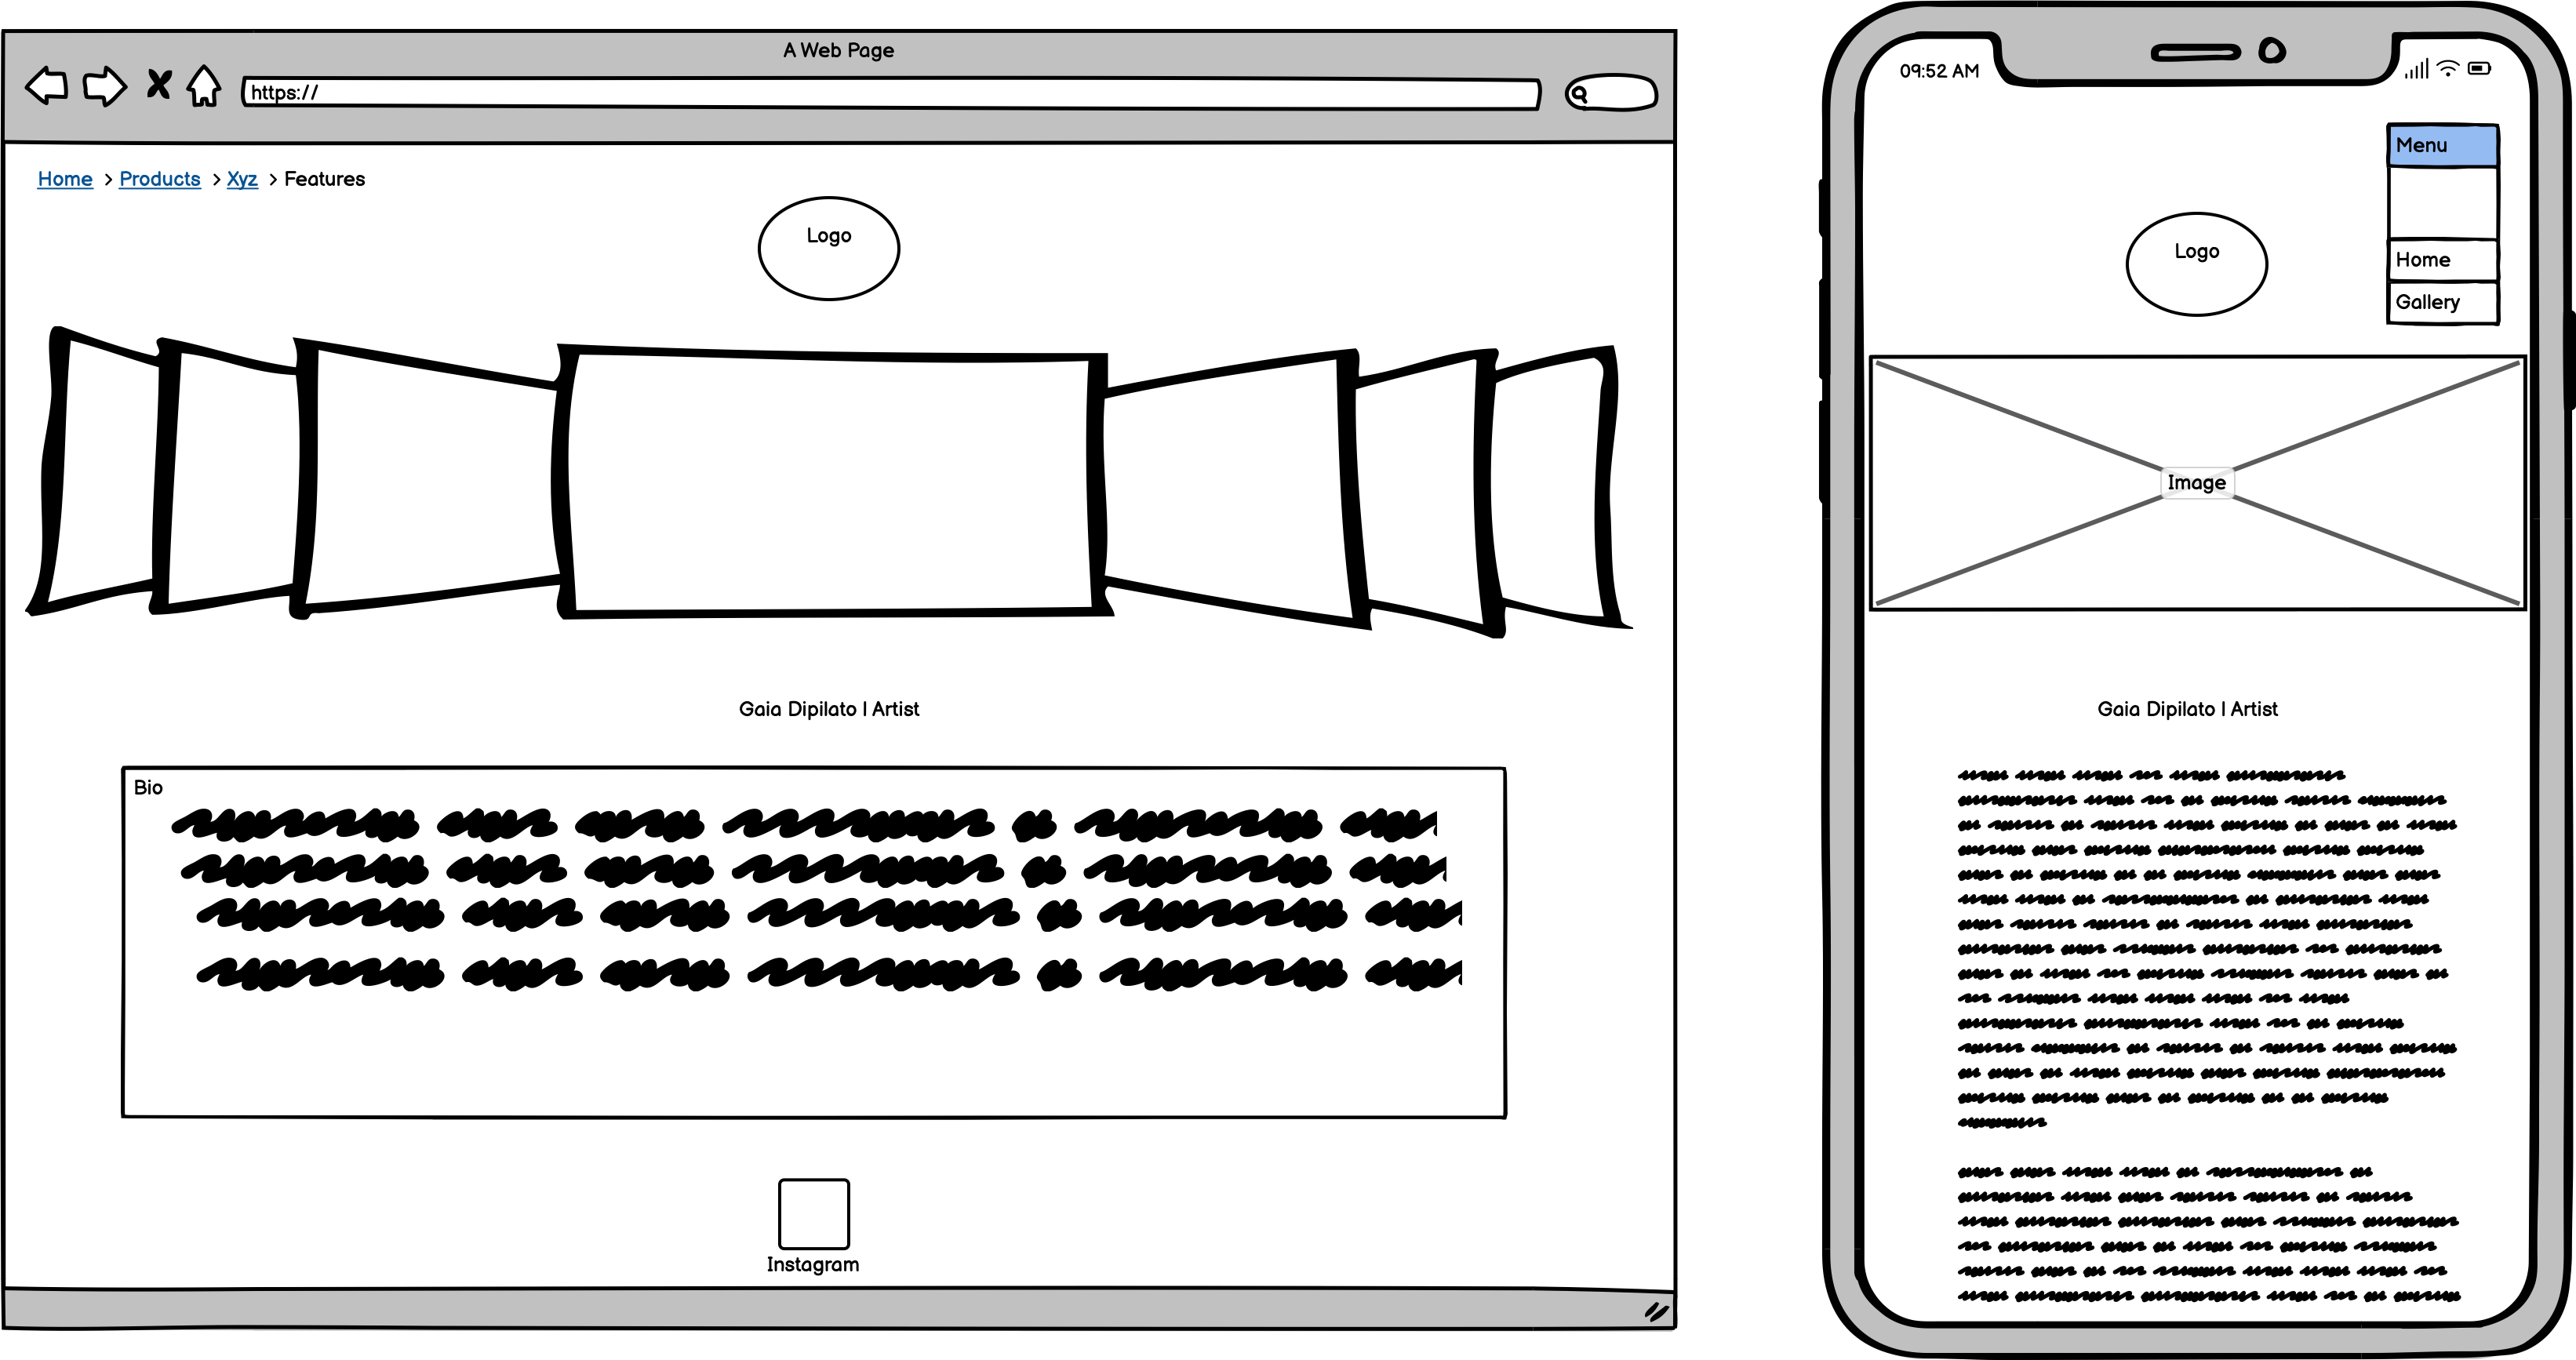 A Web Page
https://
Home > Products > Xyz > Features
Logo
Gaia Dipilato | Artist
Bio
Instagram
09:52 AM
Menu
Home
Gallery
Logo
Image
Gaia Dipilato | Artist